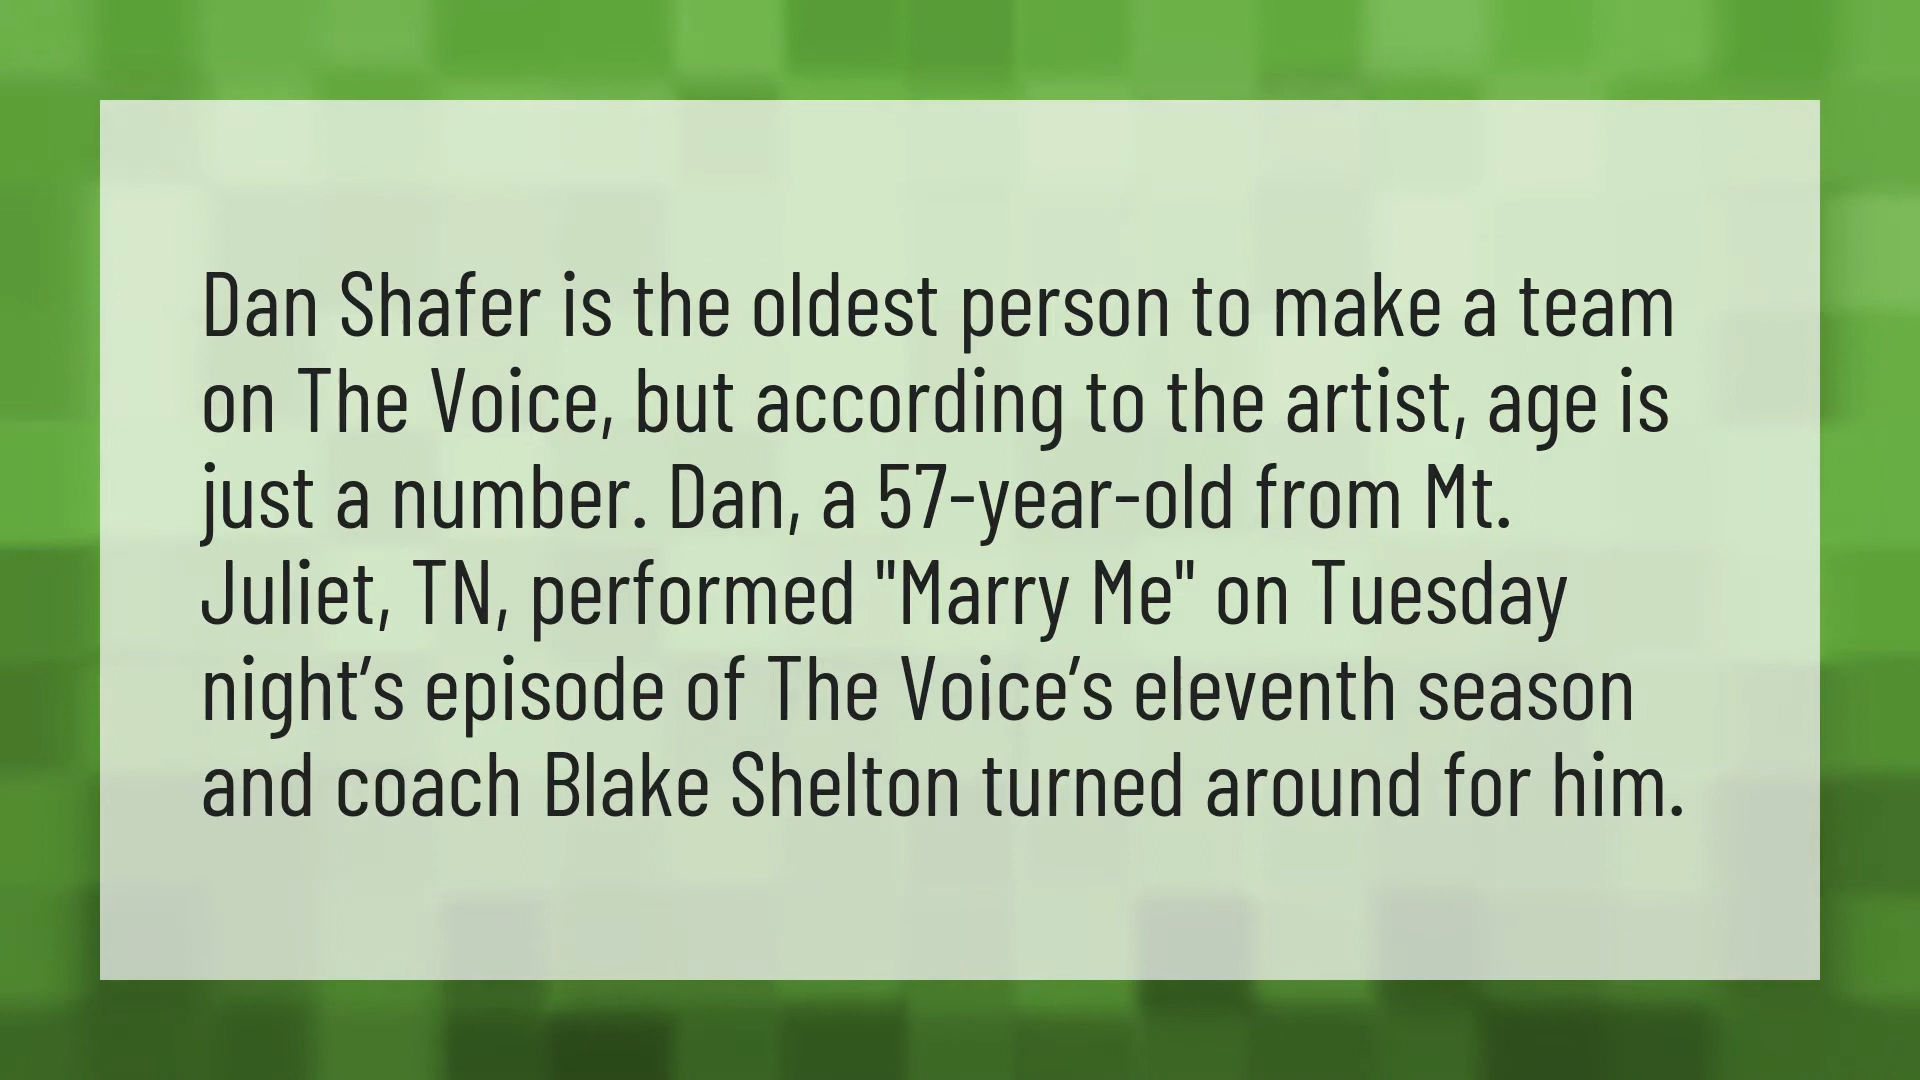 Dan Shafer is the oldest person to make a team
on The Voice, but according to the artist, age is
just a number. Dan, a 57-year-old from Mt.
Juliet, TN, performed "Marry Me" on Tuesday
night’s episode of The Voice’s eleventh season
and coach Blake Shelton turned around for him.